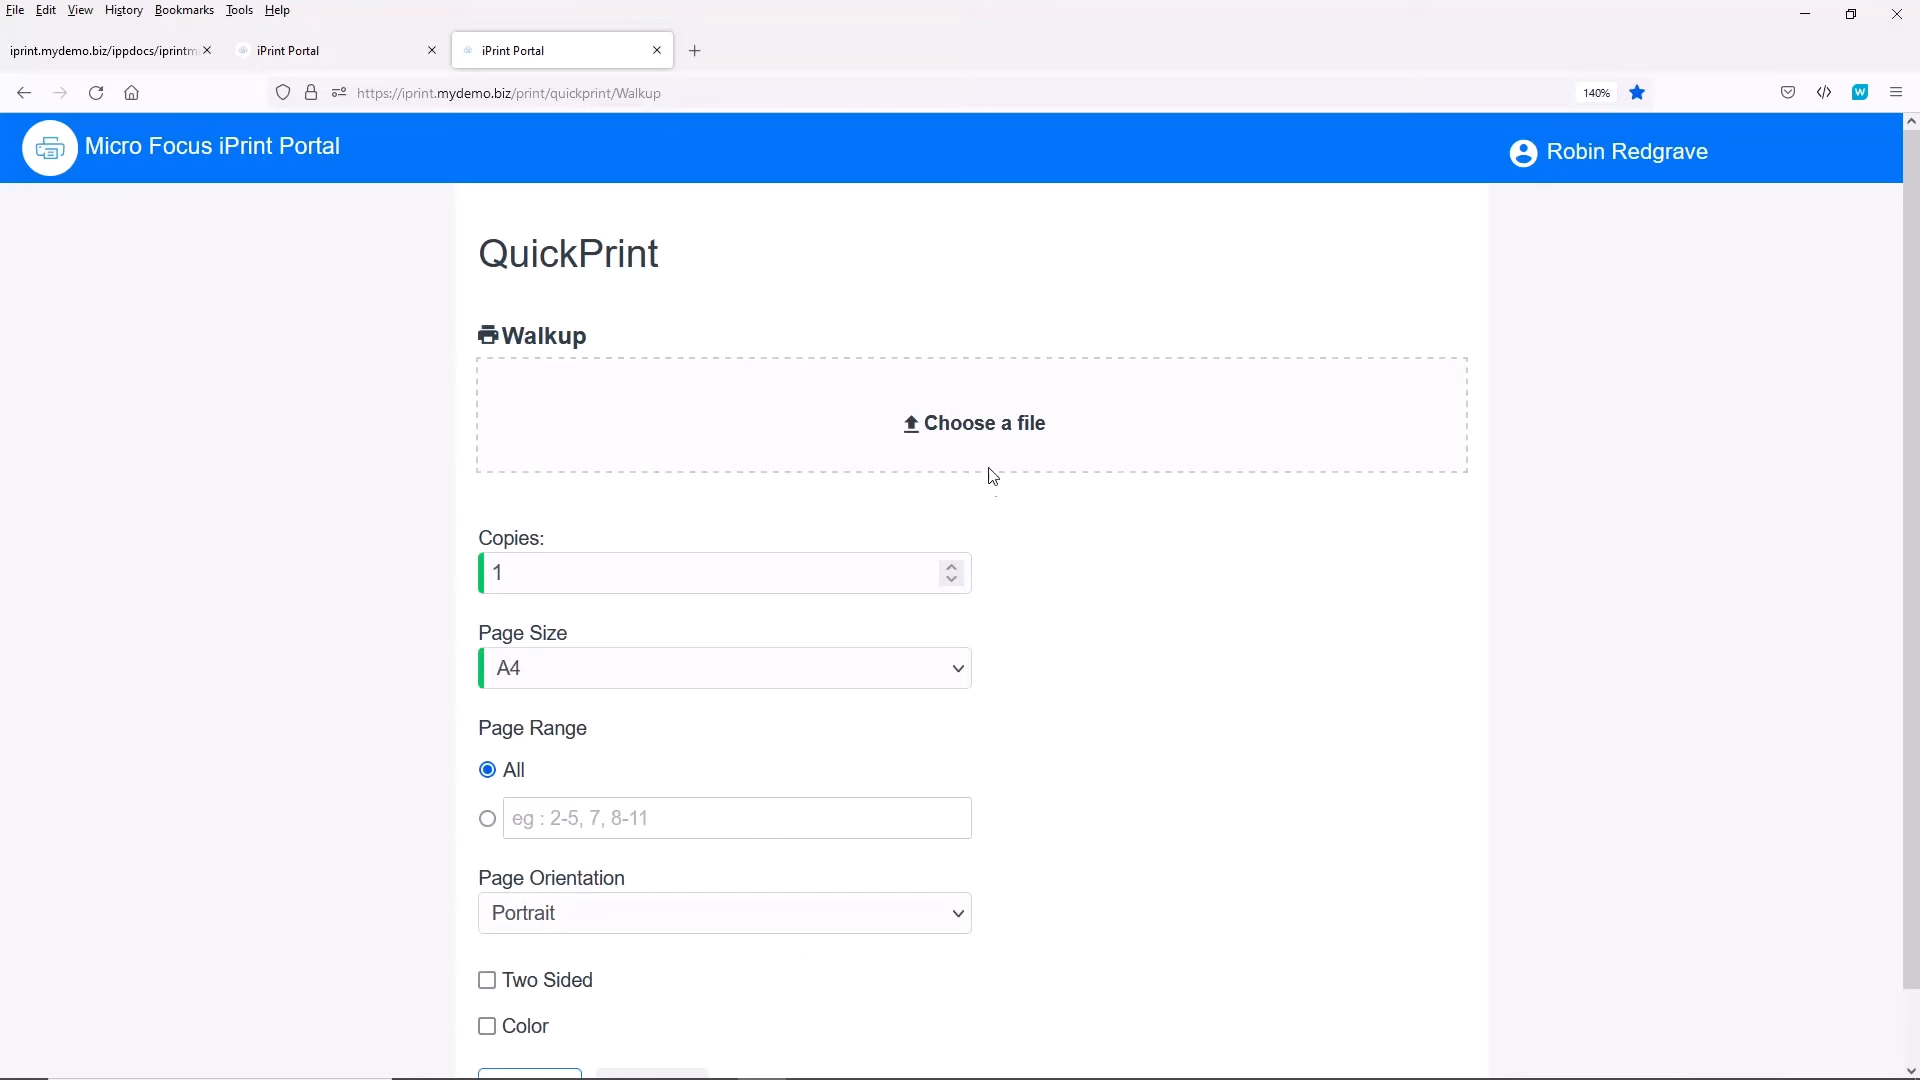 File Edit View History Bookmarks Tools Help
iprint.mydemo.biz/ippdocs/iprintm
iPrint Portal
iPrint Portal
https://iprint.mydemo.biz/print/quickprint/Walkup
140%
W
Micro Focus iPrint Portal
Robin Redgrave
QuickPrint
Walkup
Choose a file
Copies:
1
Page Size
A4
Page Range
All
eg : 2-5, 7, 8-11
Page Orientation
Portrait
Two Sided
Color